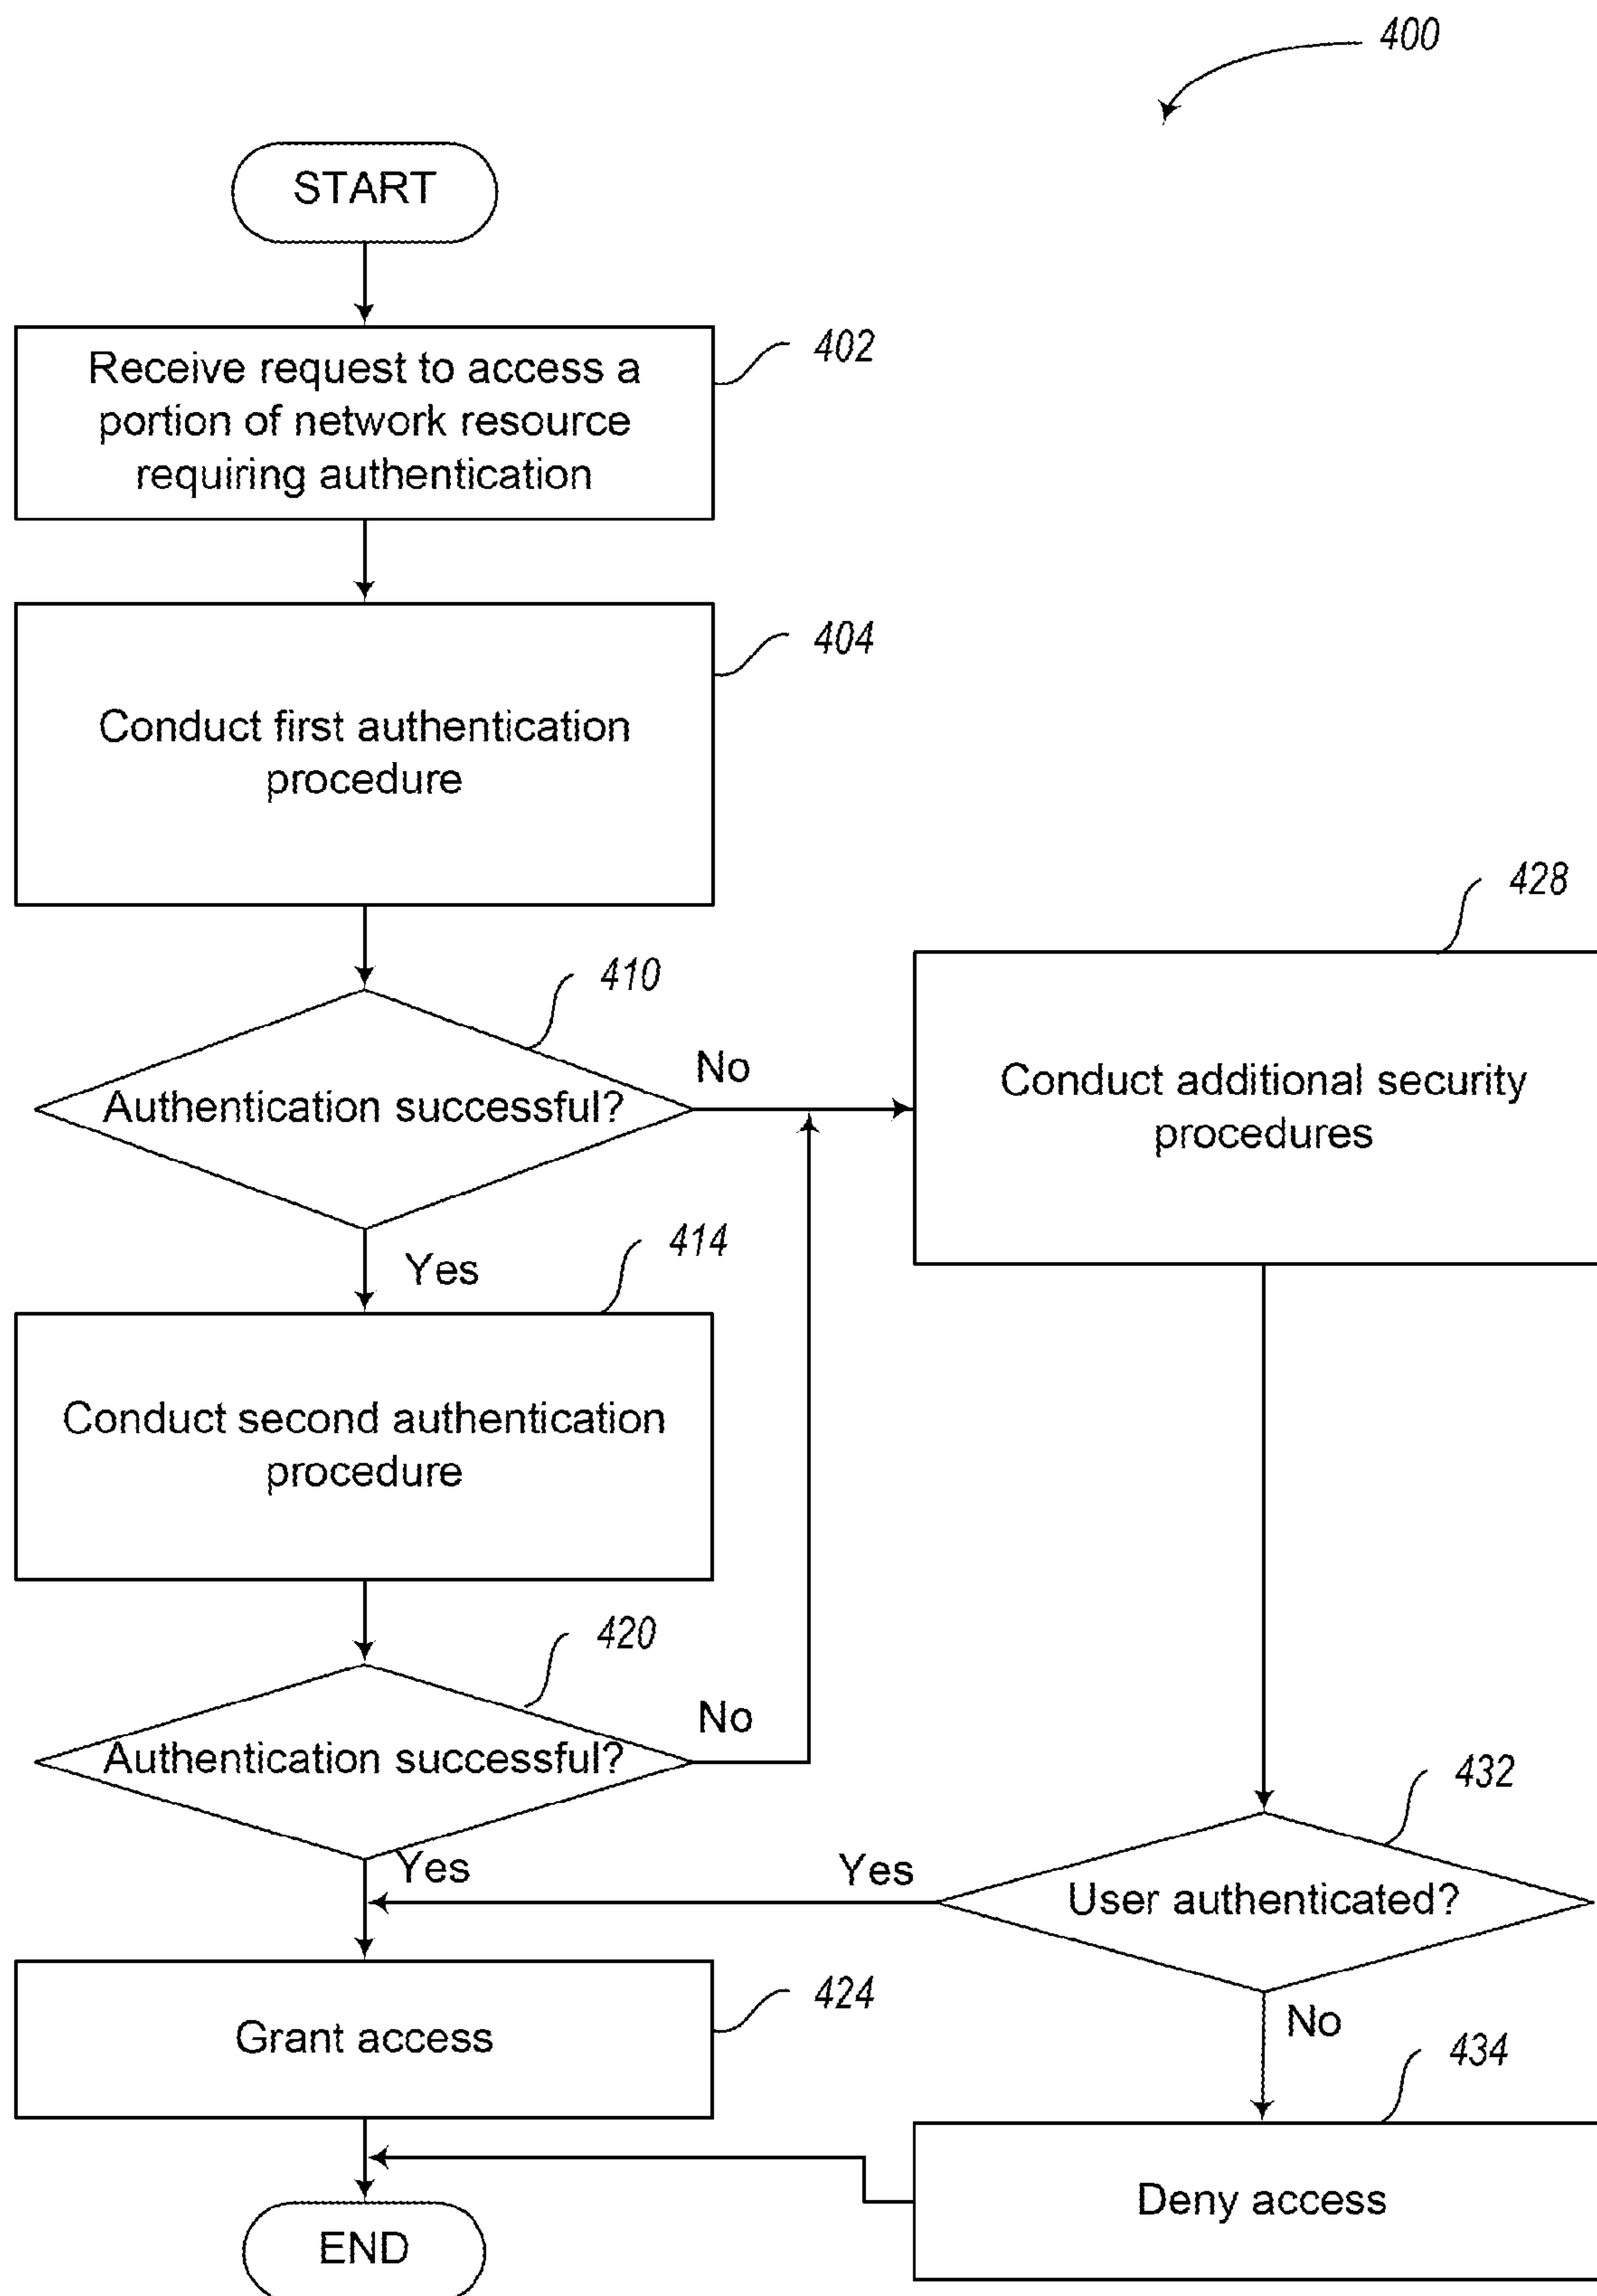 400
START
402
Receive request to access a
portion of network resource
requiring authentication
404
Conduct first authentication
procedure
410
Authentication successful?
No
Yes
428
Conduct additional security
procedures
414
Conduct second authentication
procedure
420
Authentication successful?
No
Yes
432
User authenticated?
Yes
No
424
Grant access
434
Deny access
END